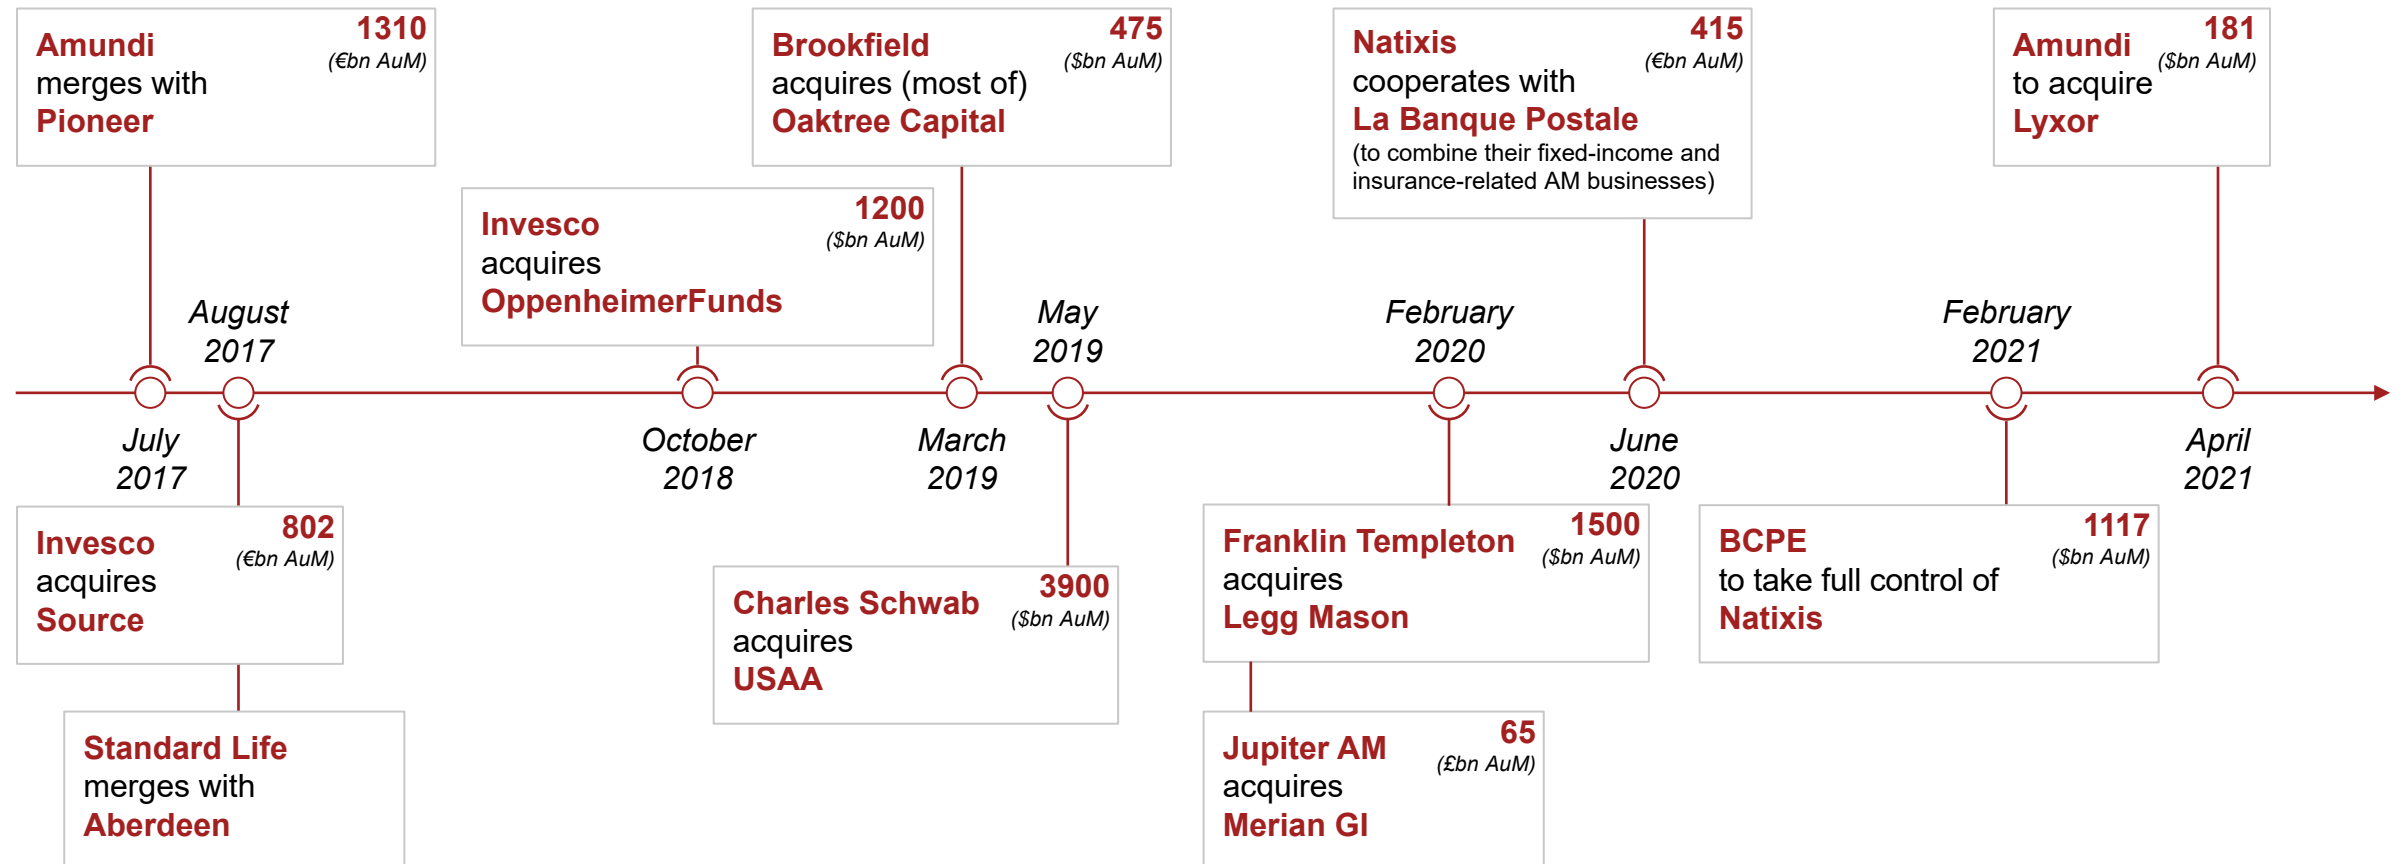 Amundi
1310
(€bn AuM)
merges with
Pioneer
Brookfield
475
($bn AuM)
acquires (most of)
Oaktree Capital
Natixis
415
(€bn AuM)
cooperates with
La Banque Postale
(to combine their fixed-income and
insurance-related AM businesses)
Amundi
181
($bn AuM)
to acquire
Lyxor
Invesco
1200
($bn AuM)
acquires
OppenheimerFunds
August
2017
May
2019
February
2020
February
2021
July
2017
October
2018
March
2019
June
2020
April
2021
Invesco
802
(€bn AuM)
acquires
Source
Charles Schwab
3900
($bn AuM)
acquires
USAA
Franklin Templeton
1500
($bn AuM)
acquires
Legg Mason
BCPE
1117
($bn AuM)
to take full control of
Natixis
Standard Life
merges with
Aberdeen
Jupiter AM
65
(£bn AuM)
acquires
Merian GI